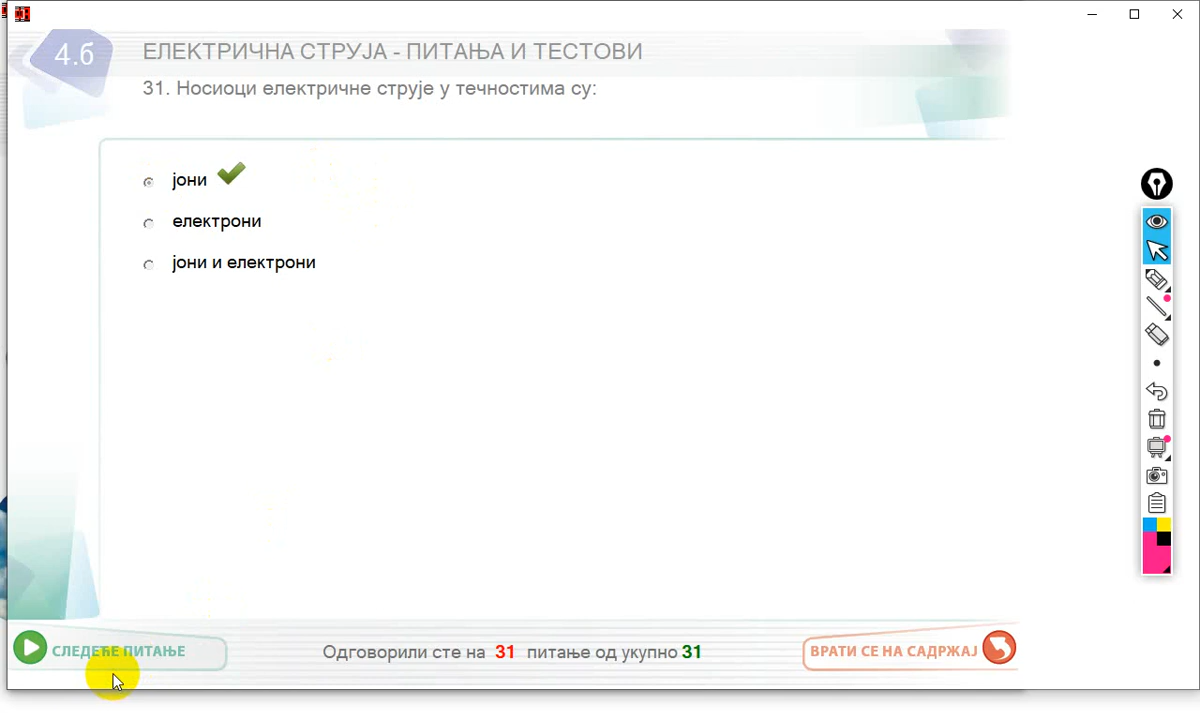 4.б
ЕЛЕКТРИЧНА СТРУЈА - ПИТАЊА И ТЕСТОВИ
31. Носиоци електричне струје у течностима су:
јони
електрони
јони и електрони
СЛЕДЕЋЕ ПИТАЊЕ
Одговорили сте на 31 питање од укупно 31
ВРАТИ СЕ НА САДРЖАЈ